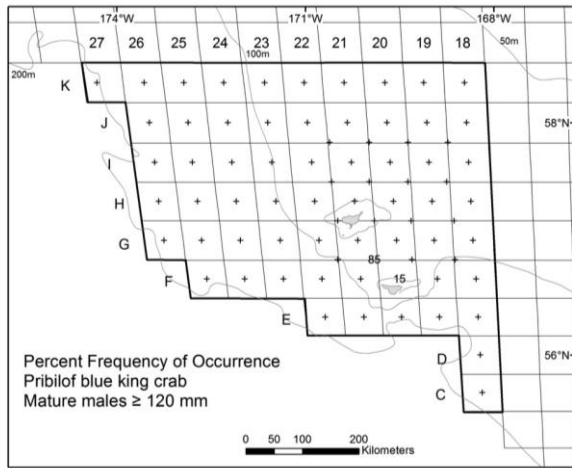 174°W 171°W 168°W
27 26 25 24 23 22 21 20 19 18 50m
100m
200m
K
J 58°N
I
H
G
85
F 15
E
Percent Frequency of Occurrence
Pribilof blue king crab
Mature males ≥ 120 mm
D 56°N
C
0 50 100 200
Kilometers